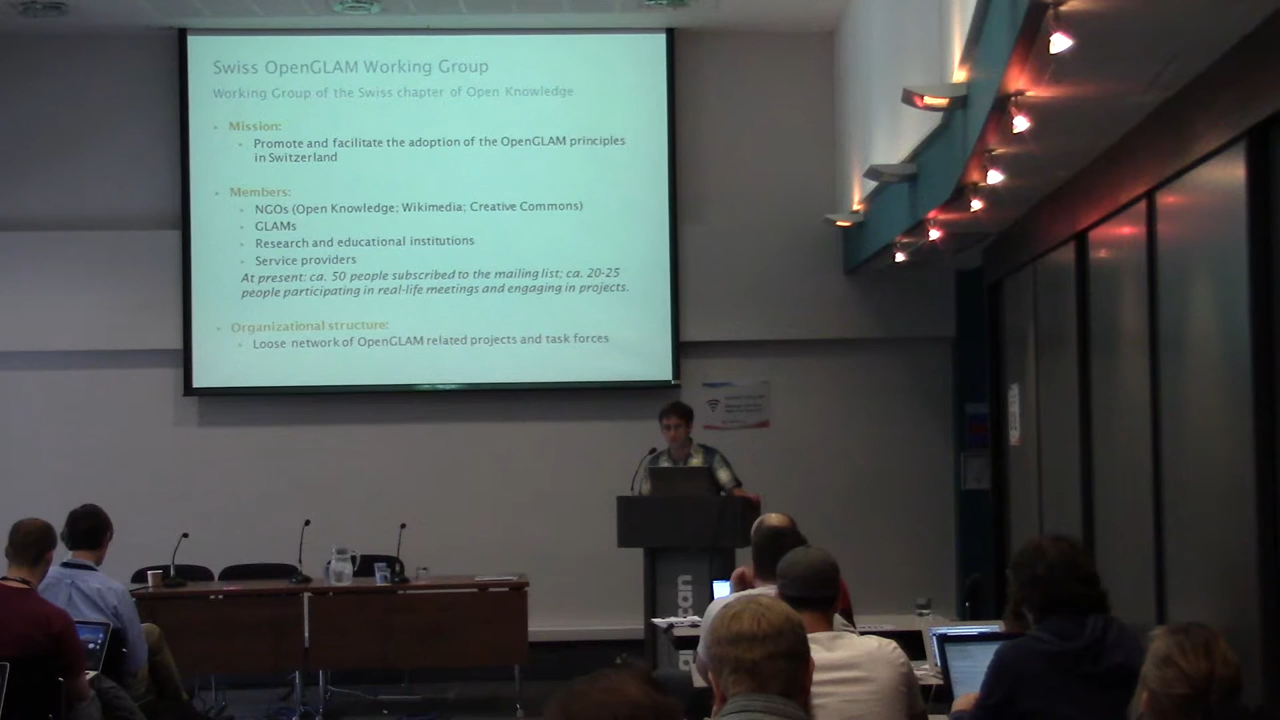 Swiss OpenGLAM Working Group
Working Group of the Swiss chapter of Open Knowledge
Mission:
Promote and facilitate the adoption of the OpenGLAM principles
in Switzerland
Members:
NGOs (Open Knowledge; Wikimedia; Creative Commons)
GLAMs
Research and educational institutions
Service providers
At present: ca. 50 people subscribed to the mailing list; ca. 20-25
people participating in real-life meetings and engaging in projects.
Organizational structure:
Loose network of OpenGLAM related projects and task forces